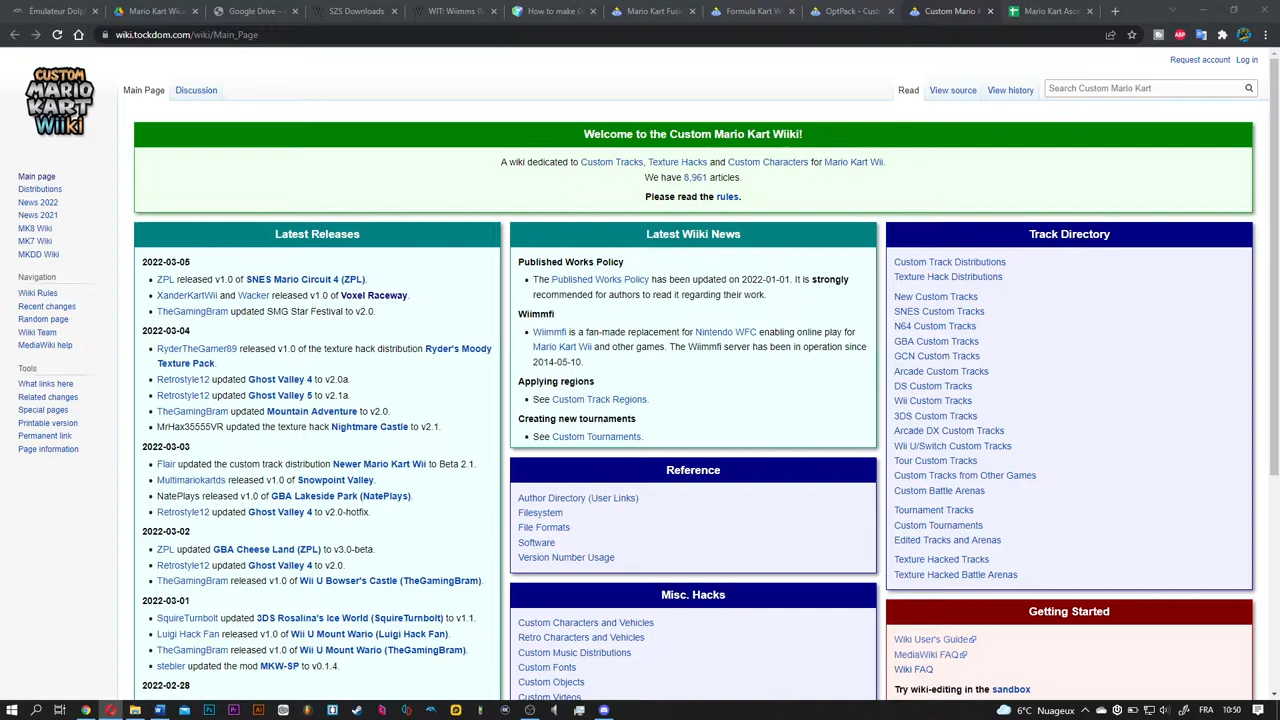 Émulateur Dolp
Mario Kart Wii
Google Drive –
SZS Downloads
WIT: Wiimms IS
How to make G
Mario Kart Fus
Formula Kart W
OptPack - Cust
Custom Mario K
Mario Kart Asce
wiki.tockdom.com/wiki/Main_Page
ABP
Request account Log in
CUSTOM
MARIO
KART
Wiiki
Main Page Discussion Read View source View history Search Custom Mario Kart
Welcome to the Custom Mario Kart Wiiki!
A wiki dedicated to Custom Tracks, Texture Hacks and Custom Characters for Mario Kart Wii.
We have 8,961 articles.
Please read the rules.
Main page
Distributions
News 2022
News 2021
MK8 Wiki
MK7 Wiki
MKDD Wiki
Navigation
Wiiki Rules
Recent changes
Random page
Wiki Team
MediaWiki help
Tools
What links here
Related changes
Special pages
Printable version
Permanent link
Page information
Latest Releases
2022-03-05
ZPL released v1.0 of SNES Mario Circuit 4 (ZPL).
XanderKartWii and Wacker released v1.0 of Voxel Raceway.
TheGamingBram updated SMG Star Festival to v2.0.
2022-03-04
RyderTheGamer89 released v1.0 of the texture hack distribution Ryder's Moody
Texture Pack.
Retrostyle12 updated Ghost Valley 4 to v2.0a.
Retrostyle12 updated Ghost Valley 5 to v2.1a.
TheGamingBram updated Mountain Adventure to v2.0.
MrHax35555VR updated the texture hack Nightmare Castle to v2.1.
2022-03-03
Flair updated the custom track distribution Newer Mario Kart Wii to Beta 2.1.
Multimariokartds released v1.0 of Snowpoint Valley.
NatePlays released v1.0 of GBA Lakeside Park (NatePlays).
Retrostyle12 updated Ghost Valley 4 to v2.0-hotfix.
2022-03-02
ZPL updated GBA Cheese Land (ZPL) to v3.0-beta.
Retrostyle12 updated Ghost Valley 4 to v2.0.
TheGamingBram released v1.0 of Wii U Bowser's Castle (TheGamingBram).
2022-03-01
SquireTurnbolt updated 3DS Rosalina's Ice World (SquireTurnbolt) to v1.1.
Luigi Hack Fan released v1.0 of Wii U Mount Wario (Luigi Hack Fan).
TheGamingBram released v1.0 of Wii U Mount Wario (TheGamingBram).
stebler updated the mod MKW-SP to v0.1.4.
2022-02-28
Latest Wiiki News
Published Works Policy
The Published Works Policy has been updated on 2022-01-01. It is strongly
recommended for authors to read it regarding their work.
Wiimmfi
Wiimmfi is a fan-made replacement for Nintendo WFC enabling online play for
Mario Kart Wii and other games. The Wiimmfi server has been in operation since
2014-05-10.
Applying regions
See Custom Track Regions.
Creating new tournaments
See Custom Tournaments.
Reference
Author Directory (User Links)
Filesystem
File Formats
Software
Version Number Usage
Misc. Hacks
Custom Characters and Vehicles
Retro Characters and Vehicles
Custom Music Distributions
Custom Fonts
Custom Objects
Custom Videos
Track Directory
Custom Track Distributions
Texture Hack Distributions
New Custom Tracks
SNES Custom Tracks
N64 Custom Tracks
GBA Custom Tracks
GCN Custom Tracks
Arcade Custom Tracks
DS Custom Tracks
Wii Custom Tracks
3DS Custom Tracks
Arcade DX Custom Tracks
Wii U/Switch Custom Tracks
Tour Custom Tracks
Custom Tracks from Other Games
Custom Battle Arenas
Tournament Tracks
Custom Tournaments
Edited Tracks and Arenas
Texture Hacked Tracks
Texture Hacked Battle Arenas
Getting Started
Wiki User's Guide
MediaWiki FAQ
Wiki FAQ
Try wiki-editing in the sandbox
6°C Nuageux FRA 10:50